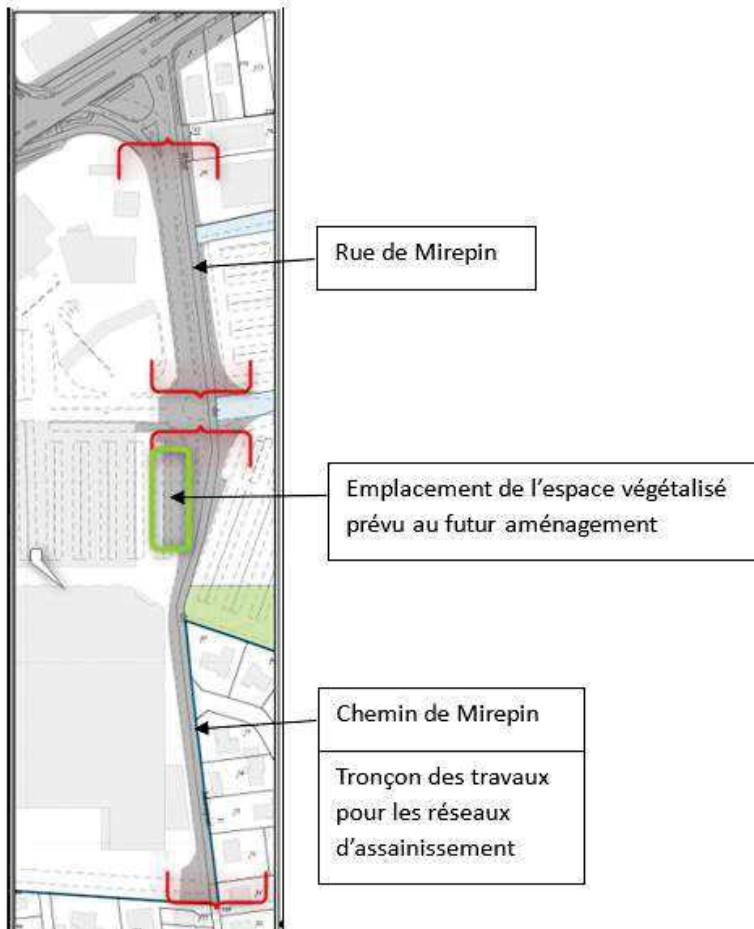 Rue de Mirepin
Emplacement de l'espace végétalisé
prévu au futur aménagement
Chemin de Mirepin
Tronçon des travaux
pour les réseaux
d'assainissement